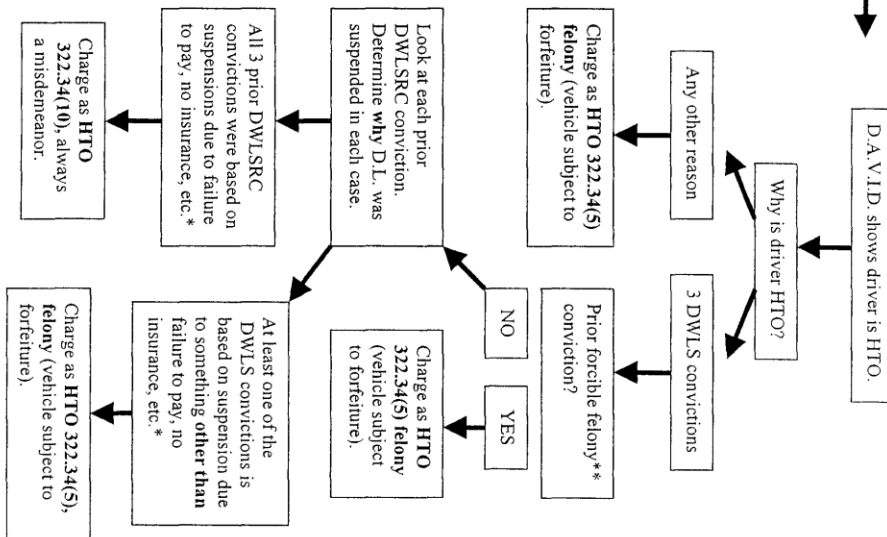 D.A.V.I.D. shows driver is HTO.
Why is driver HTO?
Any other reason
3 DWLS convictions
Charge as HTO 322.34(5)
felony (vehicle subject to
forfeiture).
Prior forcible felony**
conviction?
NO
YES
Look at each prior
DWLSRC conviction.
Determine why D.L. was
suspended in each case.
Charge as HTO
322.34(5) felony
(vehicle subject
to forfeiture).
All 3 prior DWLSRC
convictions were based on
suspensions due to failure
to pay, no insurance, etc.*
At least one of the
DWLS convictions is
based on suspension due
to something other than
failure to pay, no
insurance, etc.*
Charge as HTO
322.34(10), always
a misdemeanor.
Charge as HTO 322.34(5),
felony (vehicle subject to
forfeiture).